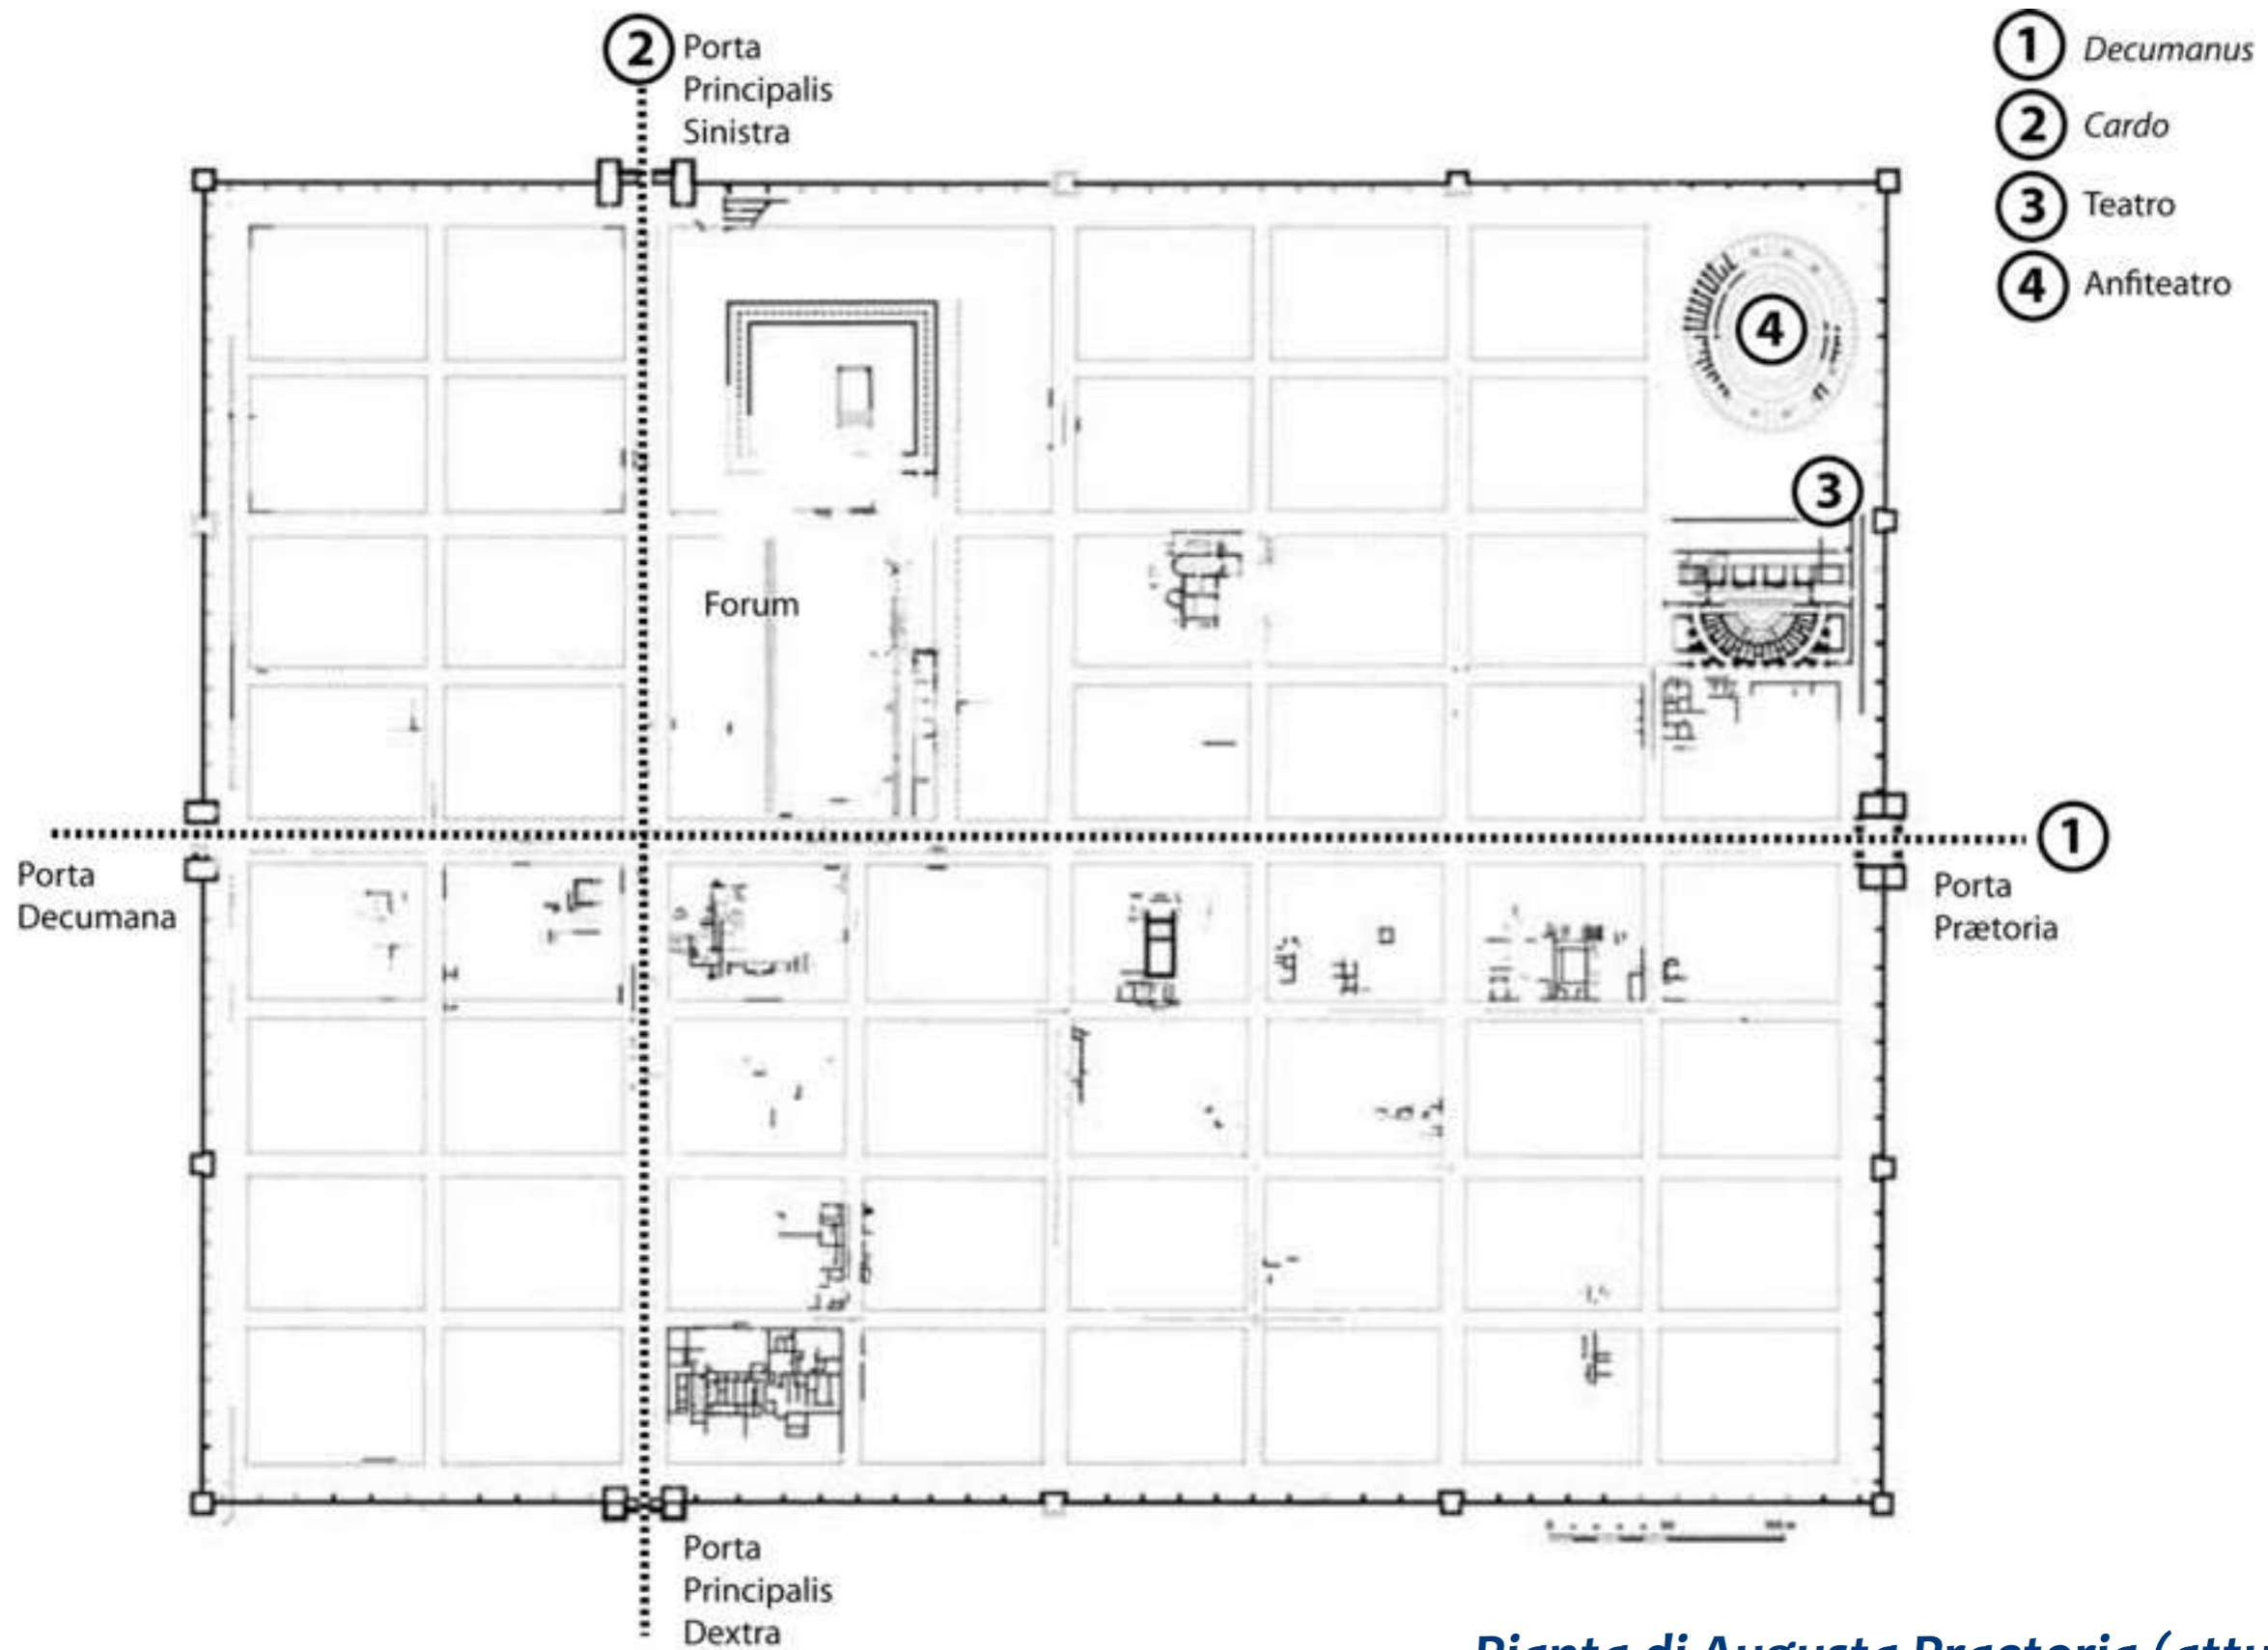 2 Porta
Principalis
Sinistra
1 Decumanus
2 Cardo
3 Teatro
4 Anfiteatro
4
3
Forum
1
Porta
Decumana
Porta
Prætoria
Porta
Principalis
Dextra
Pianta di Augusta Praetoria